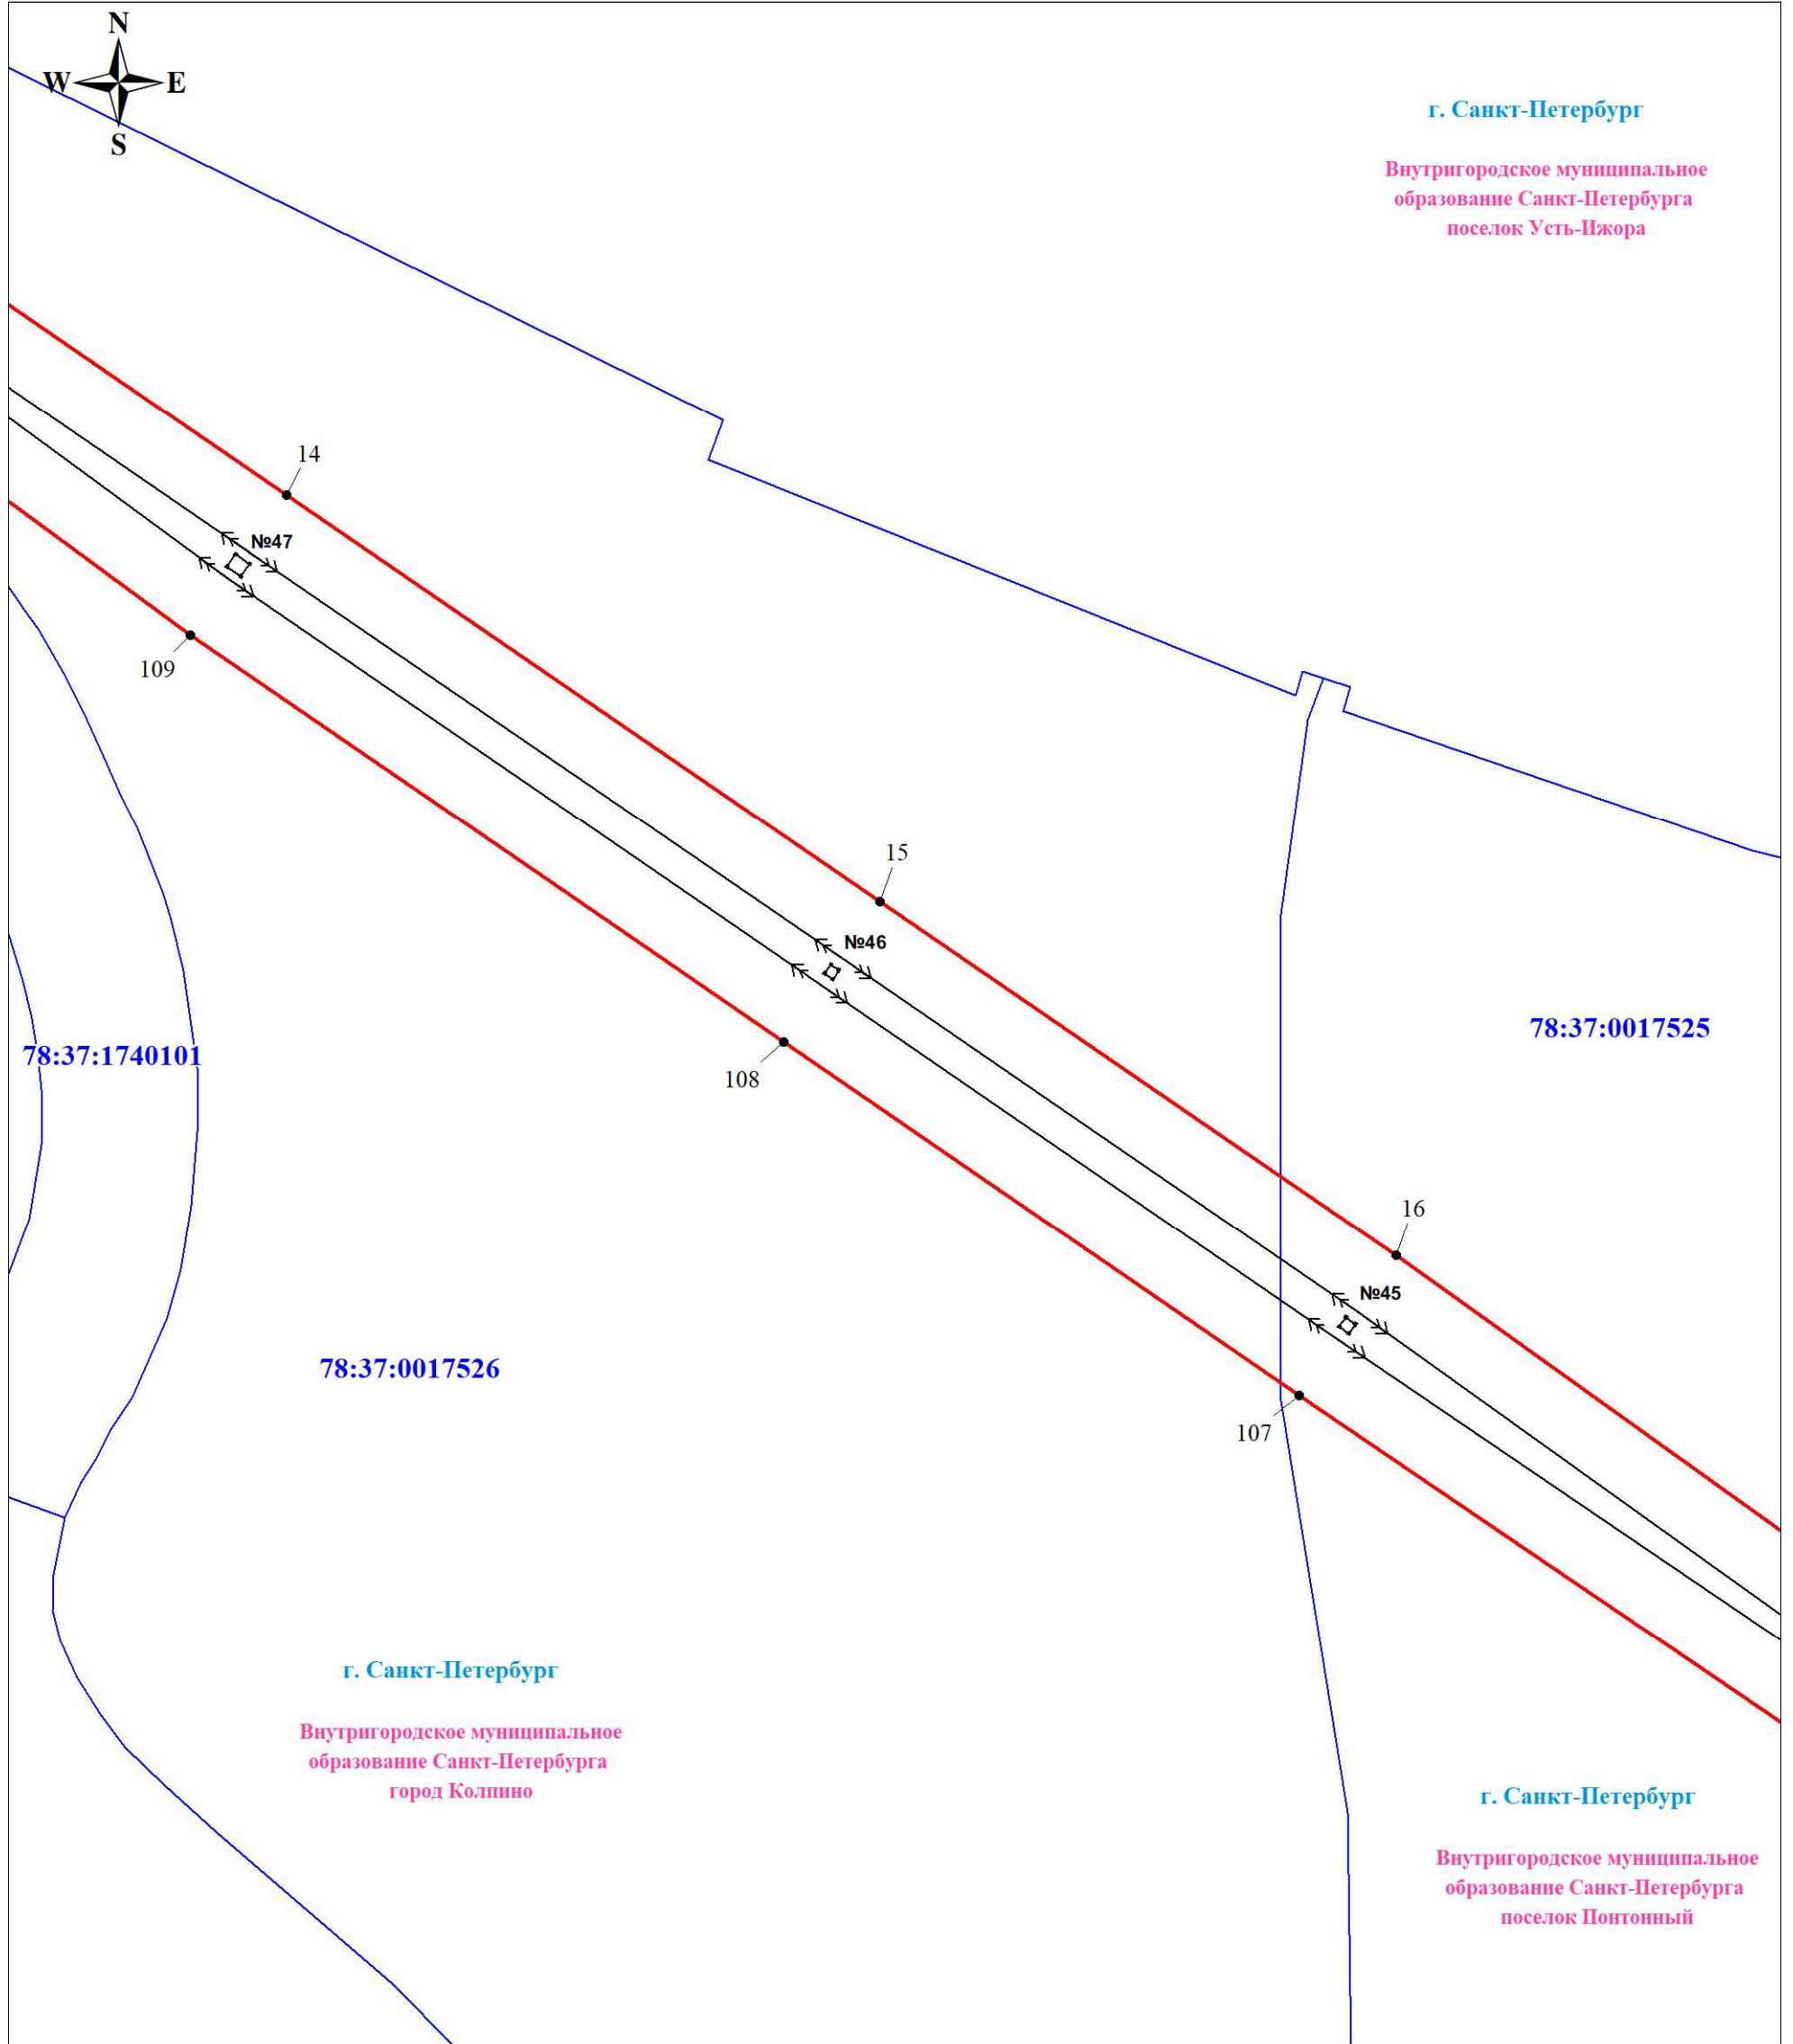 N
W E
S
г. Санкт-Петербург
Внутригородское муниципальное
образование Санкт-Петербурга
поселок Усть-Ижора
14
№47
109
15
№46
78:37:0017525
78:37:1740101
108
16
№45
78:37:0017526
107
г. Санкт-Петербург
Внутригородское муниципальное
образование Санкт-Петербурга
город Колпино
г. Санкт-Петербург
Внутригородское муниципальное
образование Санкт-Петербурга
поселок Понтонный